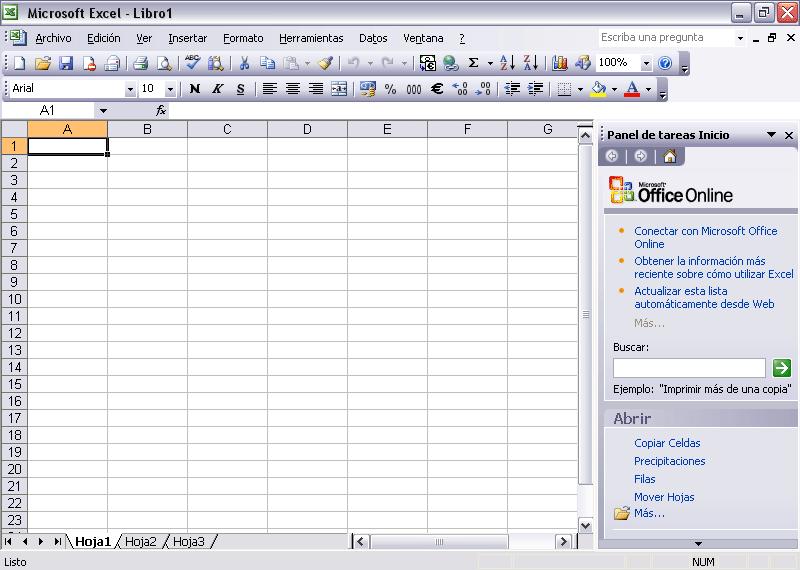 Microsoft Excel - Libro1
Archivo Edición Ver Insertar Formato Herramientas Datos Ventana ? Escriba una pregunta
100%
Arial 10 N K S % 000 €
A1 fx
A B C D E F G
1
2
3
4
5
6
7
8
9
10
11
12
13
14
15
16
17
18
19
20
21
22
23
Hoja1 Hoja2 Hoja3
Panel de tareas Inicio
Microsoft®
Office Online
Conectar con Microsoft Office
Online
Obtener la información más
reciente sobre cómo utilizar Excel
Actualizar esta lista
automáticamente desde Web
Más...
Buscar:
Ejemplo: "Imprimir más de una copia"
Abrir
Copiar Celdas
Precipitaciones
Filas
Mover Hojas
Más...
Listo NUM